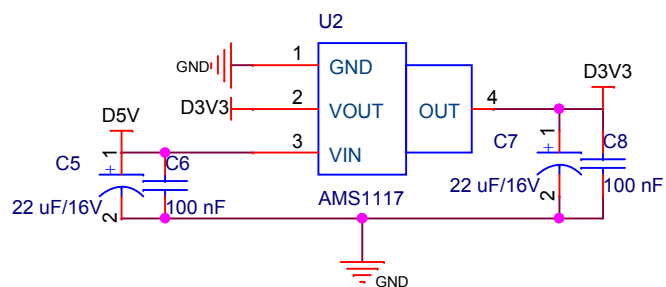 U2
GND
1
GND
D3V3
2
VOUT
OUT
4
D3V3
D5V
3
VIN
C5
1
+
C6
C7
1
+
C8
22 uF/16V
2
100 nF
AMS1117
22 uF/16V
2
100 nF
GND